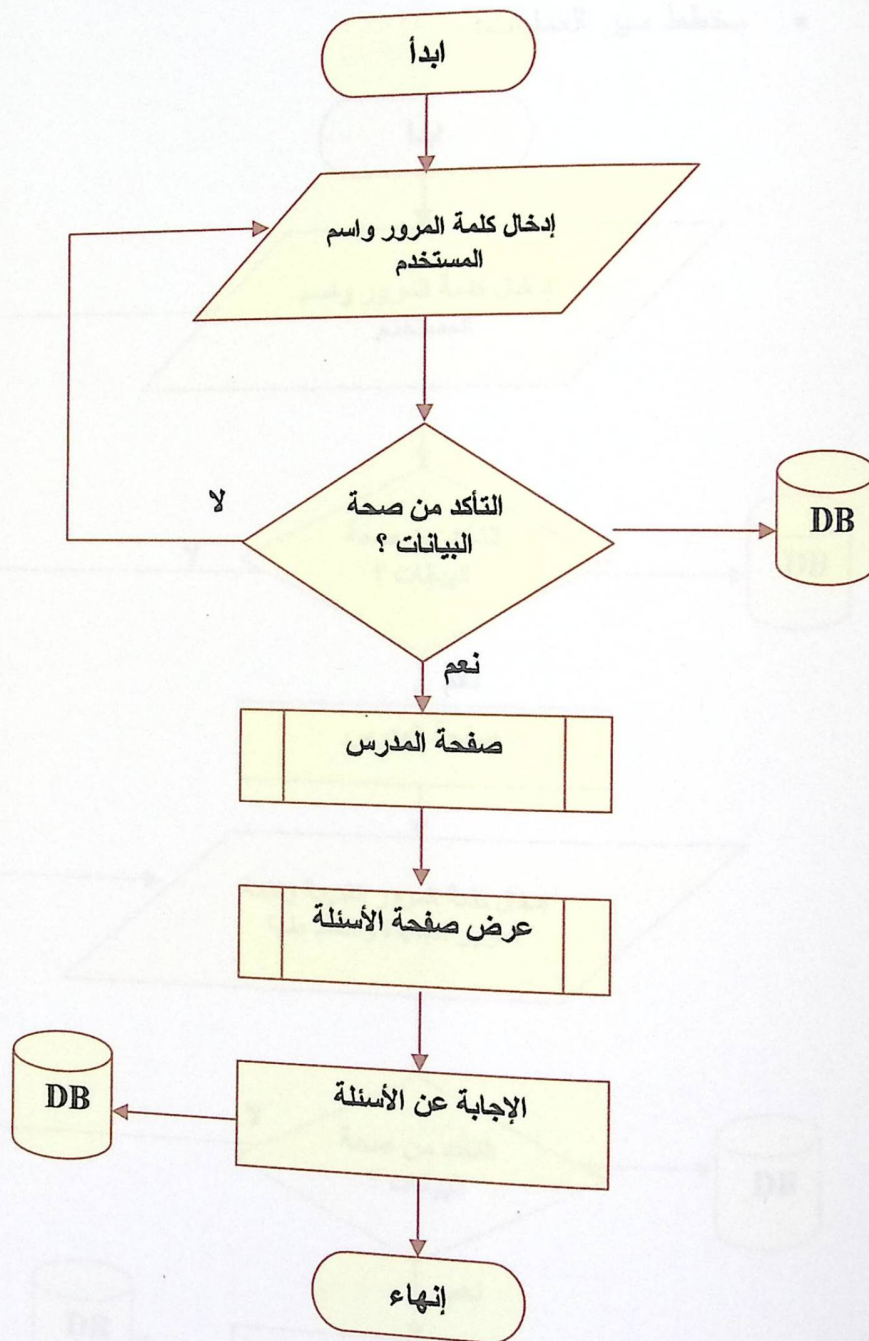 ابدأ
إدخال كلمة المرور واسم
المستخدم
التأكد من صحة
البيانات ؟
لا
DB
نعم
صفحة المدرس
عرض صفحة الأسئلة
الإجابة عن الأسئلة
DB
إنهاء